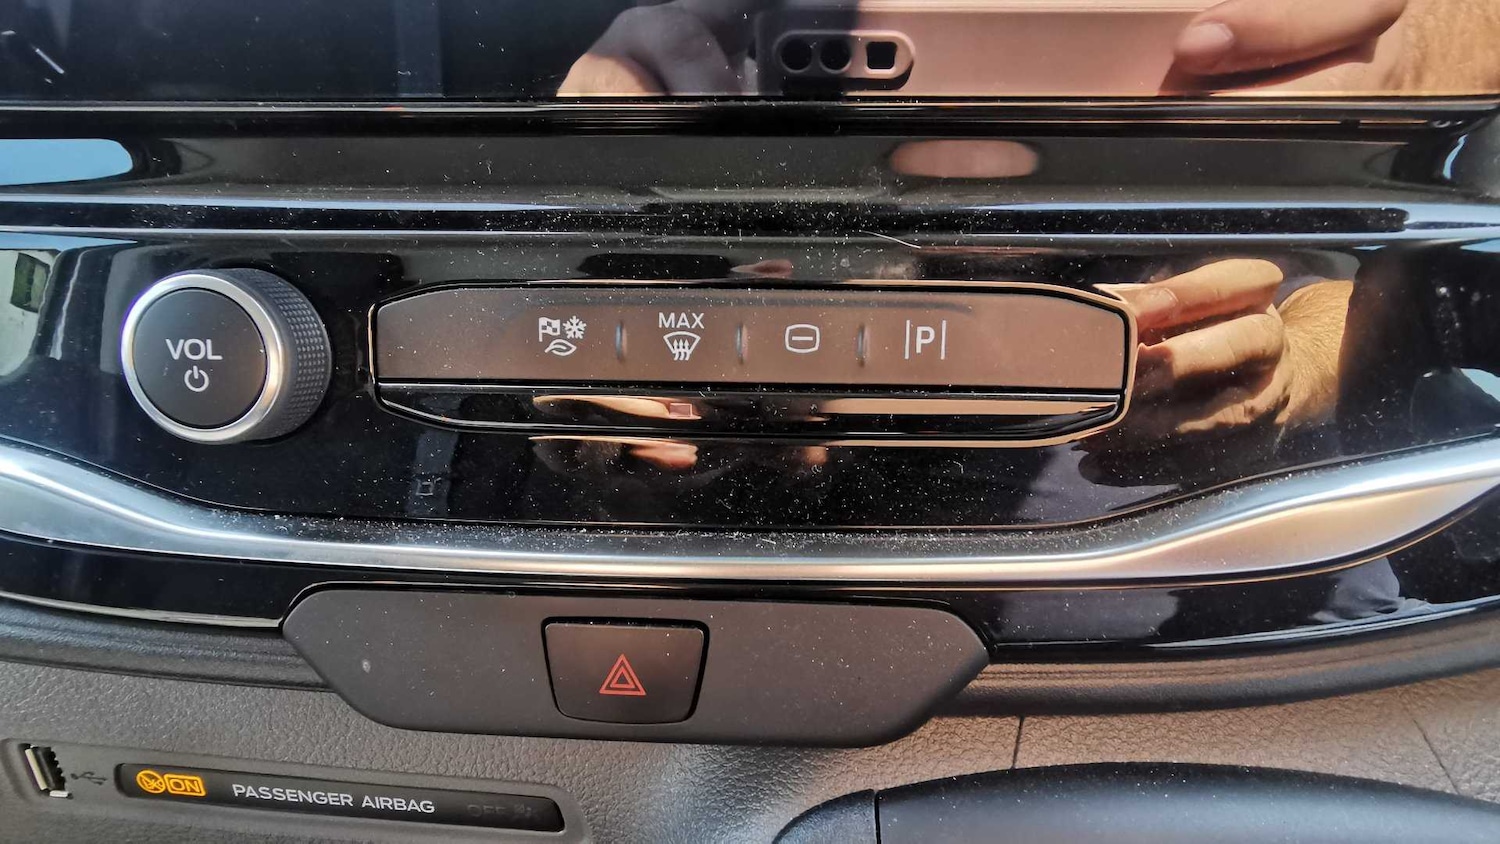 VOL
MAX
P
ON PASSENGER AIRBAG OFF